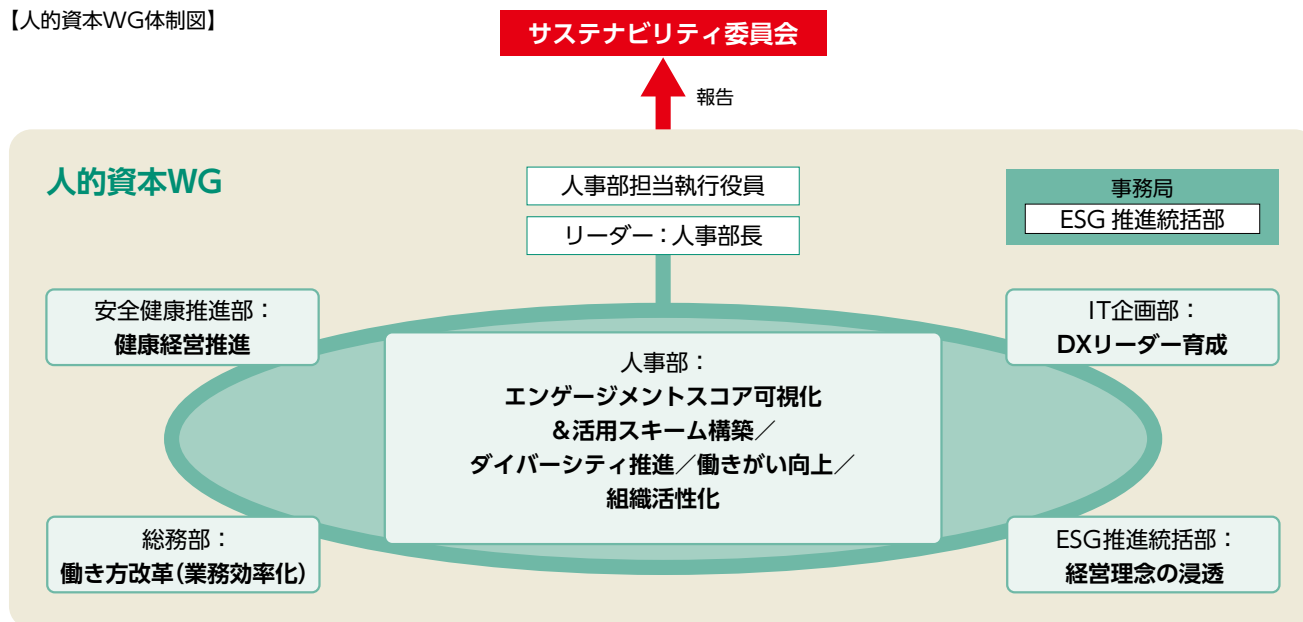 【人的資本WG体制図】
サステナビリティ委員会
報告
人的資本WG
人事部担当執行役員
リーダー：人事部長
事務局
ESG 推進統括部
安全健康推進部：
健康経営推進
IT企画部：
DXリーダー育成
人事部：
エンゲージメントスコア可視化
＆活用スキーム構築／
ダイバーシティ推進／働きがい向上／
組織活性化
総務部：
働き方改革（業務効率化）
ESG推進統括部：
経営理念の浸透